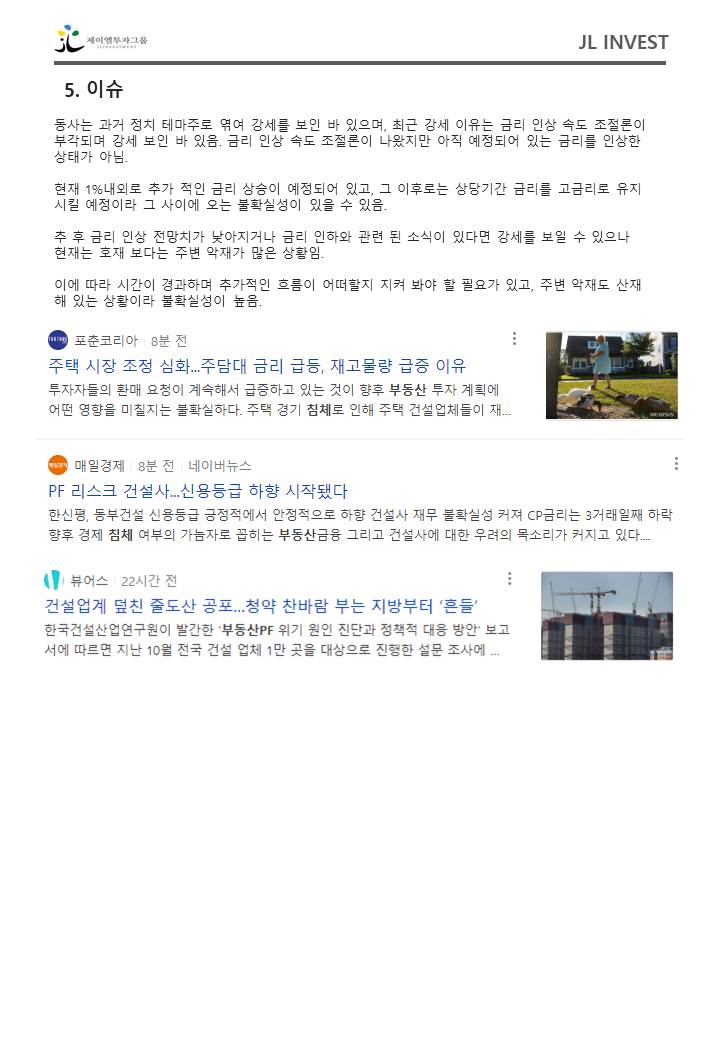 제이엘투자그룹
JLINVESTMENT
JL INVEST
5. 이슈
동사는 과거 정치 테마주로 엮여 강세를 보인 바 있으며, 최근 강세 이유는 금리 인상 속도 조절론이
부각되며 강세 보인 바 있음. 금리 인상 속도 조절론이 나왔지만 아직 예정되어 있는 금리를 인상한
상태가 아님.
현재 1%내외로 추가 적인 금리 상승이 예정되어 있고, 그 이후로는 상당기간 금리를 고금리로 유지
시킬 예정이라 그 사이에 오는 불확실성이 있을 수 있음.
추 후 금리 인상 전망치가 낮아지거나 금리 인하와 관련 된 소식이 있다면 강세를 보일 수 있으나
현재는 호재 보다는 주변 악재가 많은 상황임.
이에 따라 시간이 경과하며 추가적인 흐름이 어떠할지 지켜 봐야 할 필요가 있고, 주변 악재도 산재
해 있는 상황이라 불확실성이 높음.
포춘코리아 8분 전
주택 시장 조정 심화...주담대 금리 급등, 재고물량 급증 이유
투자자들의 환매 요청이 계속해서 급증하고 있는 것이 향후 부동산 투자 계획에
어떤 영향을 미칠지는 불확실하다. 주택 경기 침체로 인해 주택 건설업체들이 재...
NEWSIS
매일경제 8분 전 네이버뉴스
PF 리스크 건설사...신용등급 하향 시작됐다
한신평, 동부건설 신용등급 긍정적에서 안정적으로 하향 건설사 재무 불확실성 커져 CP금리는 3거래일째 하락
향후 경제 침체 여부의 가늠자로 꼽히는 부동산금융 그리고 건설사에 대한 우려의 목소리가 커지고 있다....
뷰어스 22시간 전
건설업계 덮친 줄도산 공포...청약 찬바람 부는 지방부터 '흔들'
한국건설산업연구원이 발간한 '부동산PF 위기 원인 진단과 정책적 대응 방안' 보고
서에 따르면 지난 10월 전국 건설 업체 1만 곳을 대상으로 진행한 설문 조사에 ...